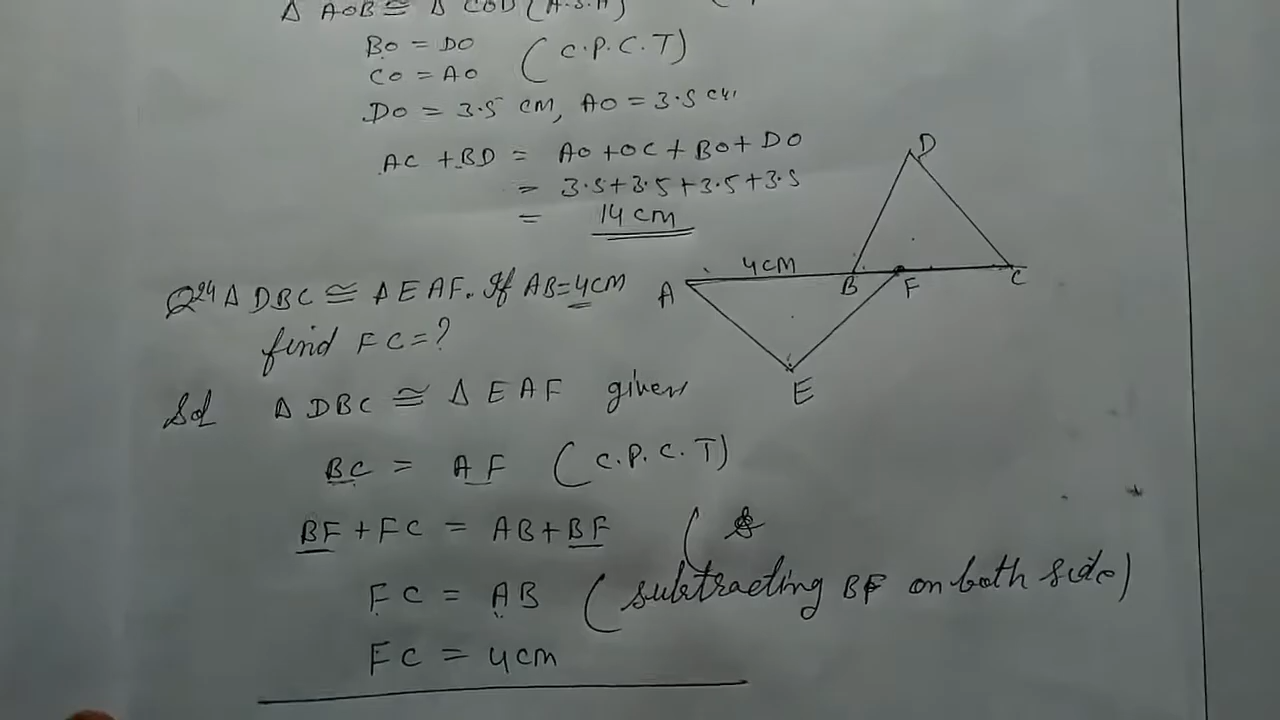 Δ AOB ≅ Δ COD (A.S.A)
BO = DO
CO = AO
(C.P.C.T)
DO = 3.5 cm, AO = 3.5 cm
AC + BD = AO + OC + BO + DO
= 3.5+3.5+3.5+3.5
= 14 cm
D
4cm
A
B
F
C
E
Q24 Δ DBC ≅ Δ EAF. If AB=4cm
find FC=?
Sol Δ DBC ≅ Δ EAF given
BC = AF (C.P.C.T)
BF + FC = AB + BF (
FC = AB (subtracting BF on both side)
FC = 4cm